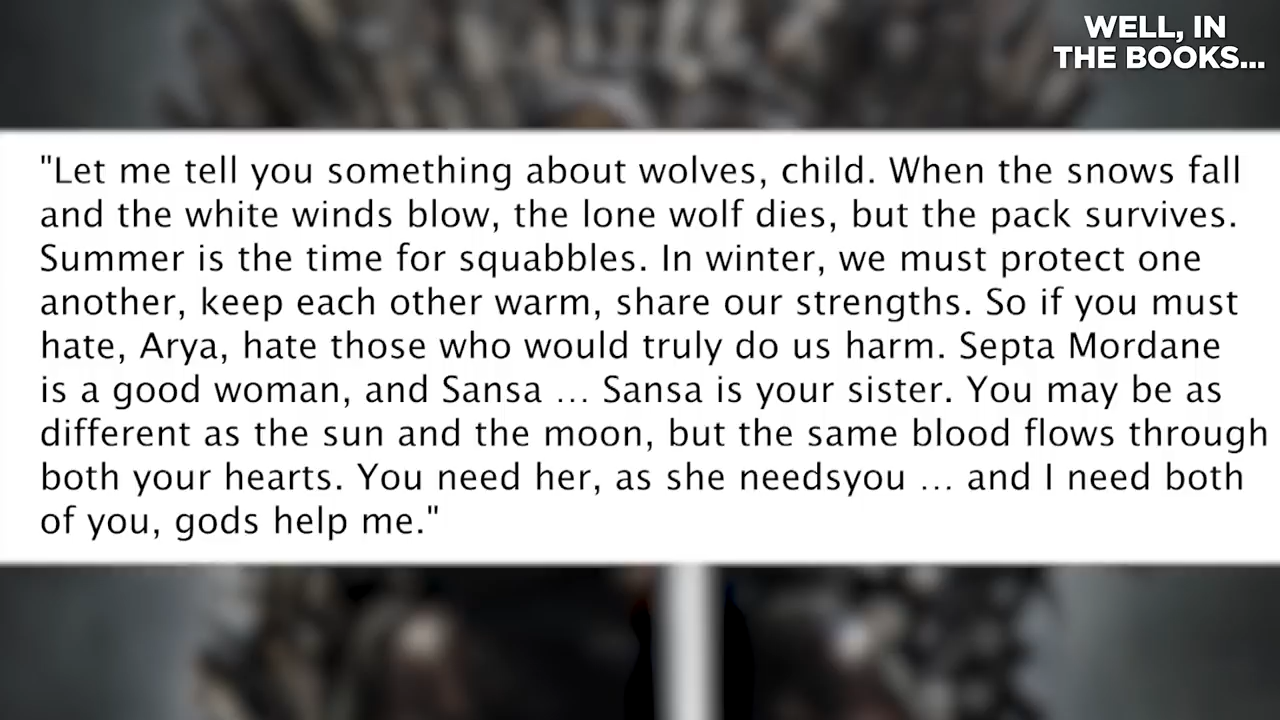 WELL, IN
THE BOOKS...
"Let me tell you something about wolves, child. When the snows fall
and the white winds blow, the lone wolf dies, but the pack survives.
Summer is the time for squabbles. In winter, we must protect one
another, keep each other warm, share our strengths. So if you must
hate, Arya, hate those who would truly do us harm. Septa Mordane
is a good woman, and Sansa … Sansa is your sister. You may be as
different as the sun and the moon, but the same blood flows through
both your hearts. You need her, as she needsyou … and I need both
of you, gods help me."